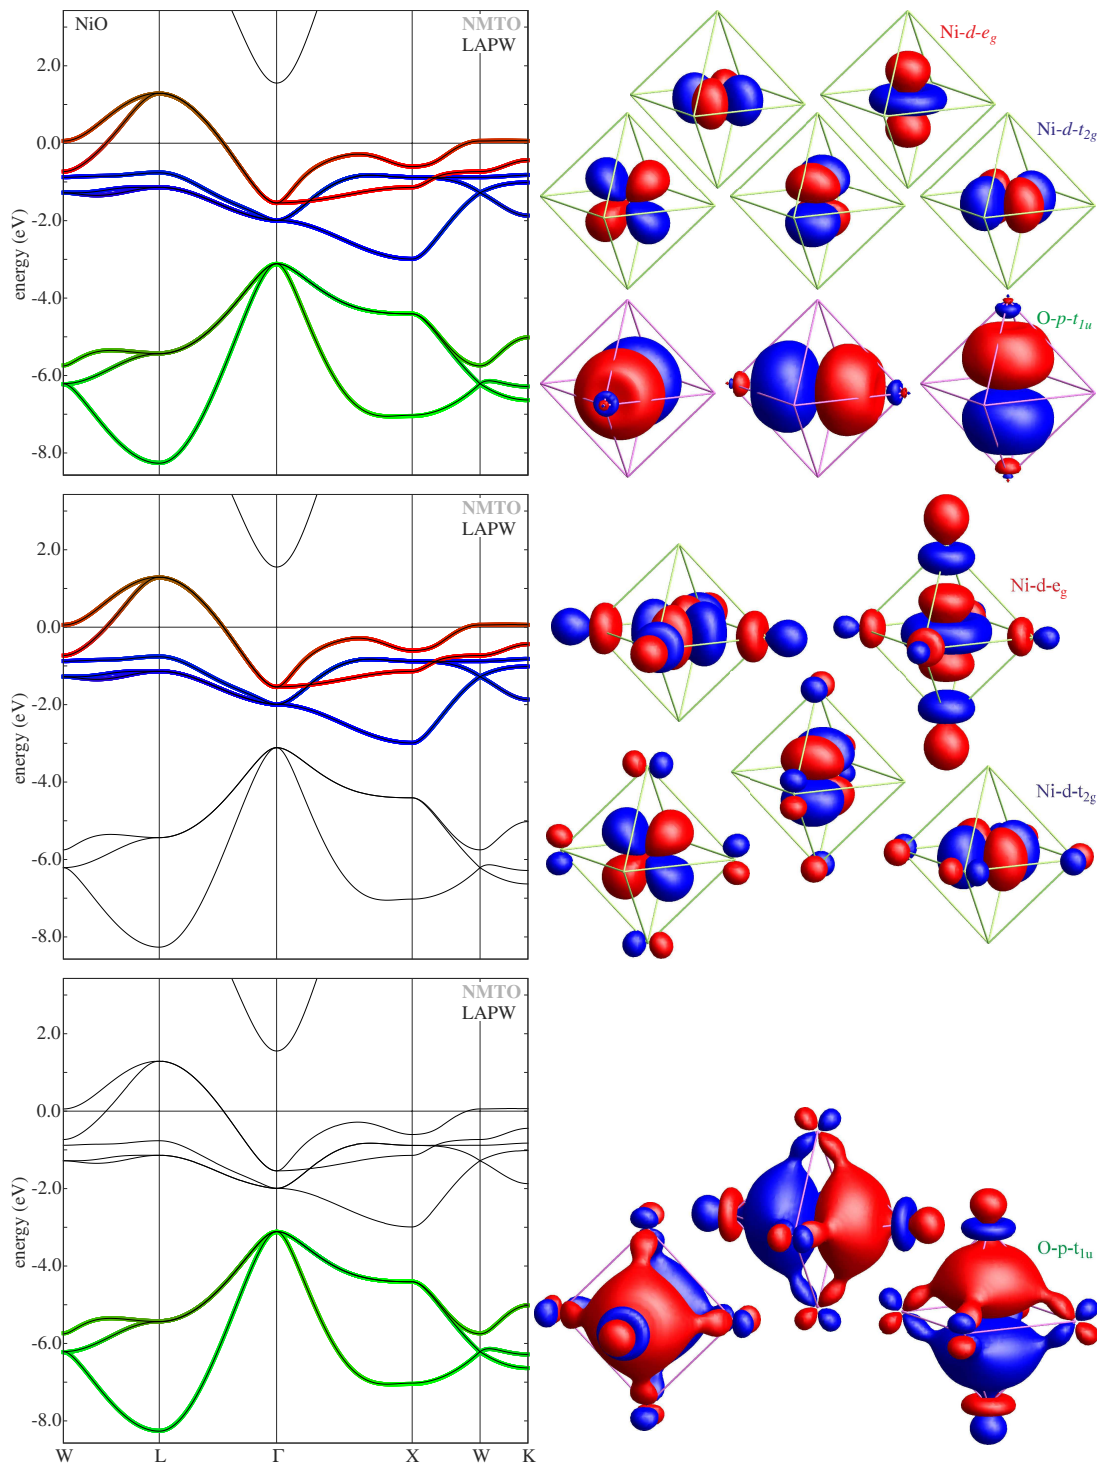 NiO
NMTO
LAPW
energy (eV)
2.0
0.0
-2.0
-4.0
-6.0
-8.0
Ni-d-eg
Ni-d-t2g
O-p-t1u
NMTO
LAPW
energy (eV)
2.0
0.0
-2.0
-4.0
-6.0
-8.0
Ni-d-eg
Ni-d-t2g
NMTO
LAPW
energy (eV)
2.0
0.0
-2.0
-4.0
-6.0
-8.0
W L Γ X W K
O-p-t1u